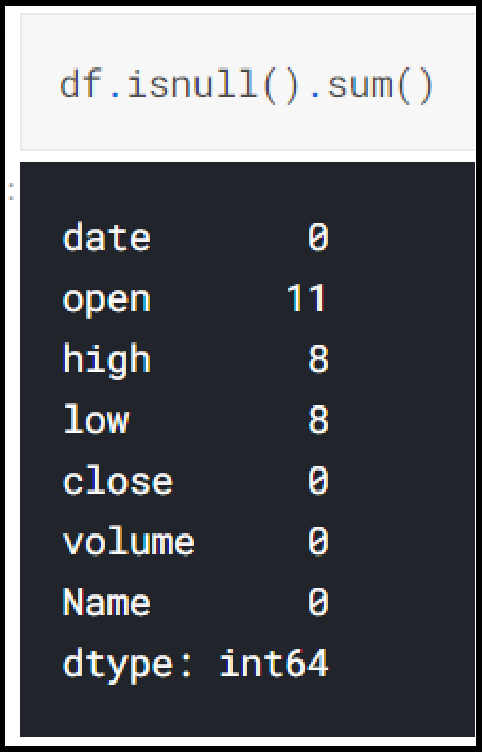 df.isnull().sum()
:
date 0
open 11
high 8
low 8
close 0
volume 0
Name 0
dtype: int64